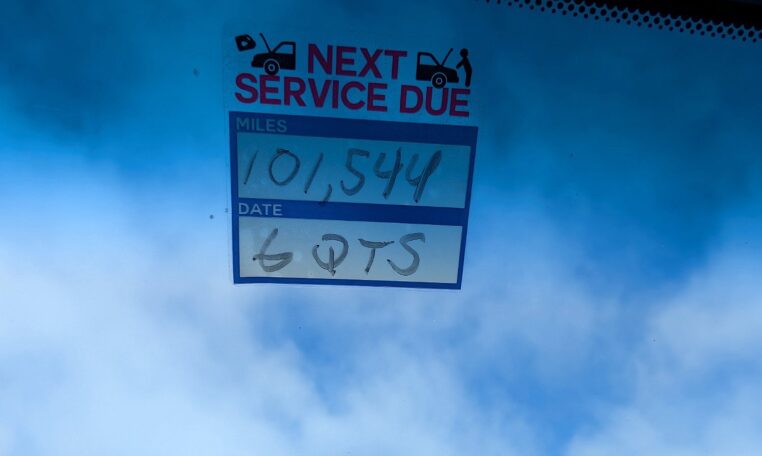 NEXT
SERVICE DUE
MILES
101,544
DATE
6 QTS